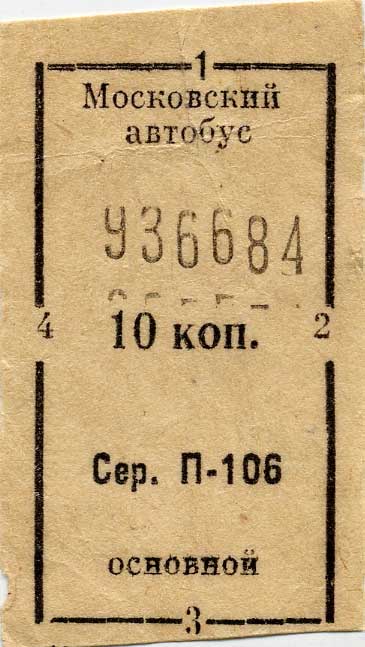 1
Московский
автобус
936684
4 10 коп. 2
Сер. П-106
основной
3